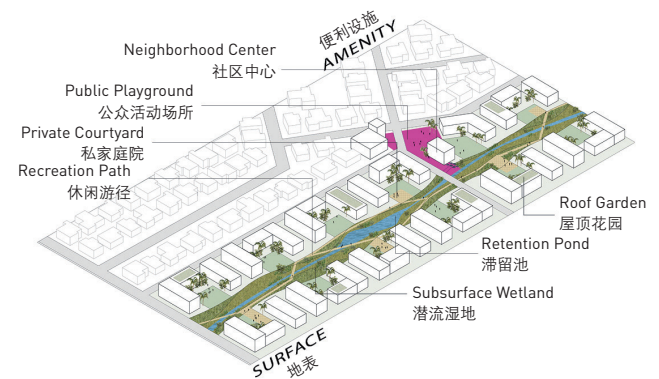 便利设施
AMENITY
Neighborhood Center
社区中心
Public Playground
公众活动场所
Private Courtyard
私家庭院
Recreation Path
休闲游径
Roof Garden
屋顶花园
Retention Pond
滞留池
Subsurface Wetland
潜流湿地
SURFACE
地表